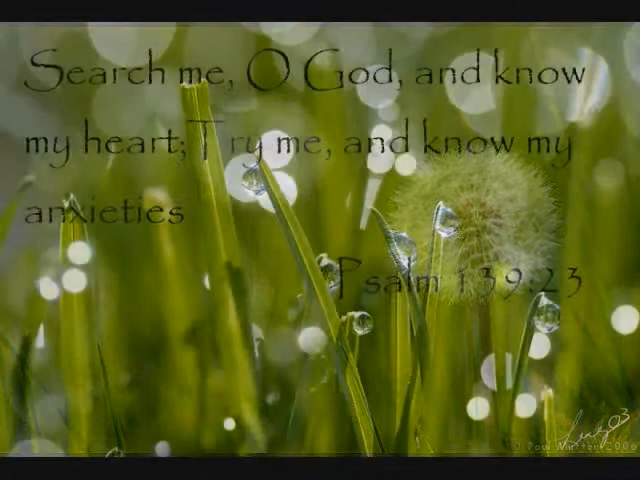 Search me, O God, and know
my heart;Try me, and know my
anxieties
Psalm 139:23